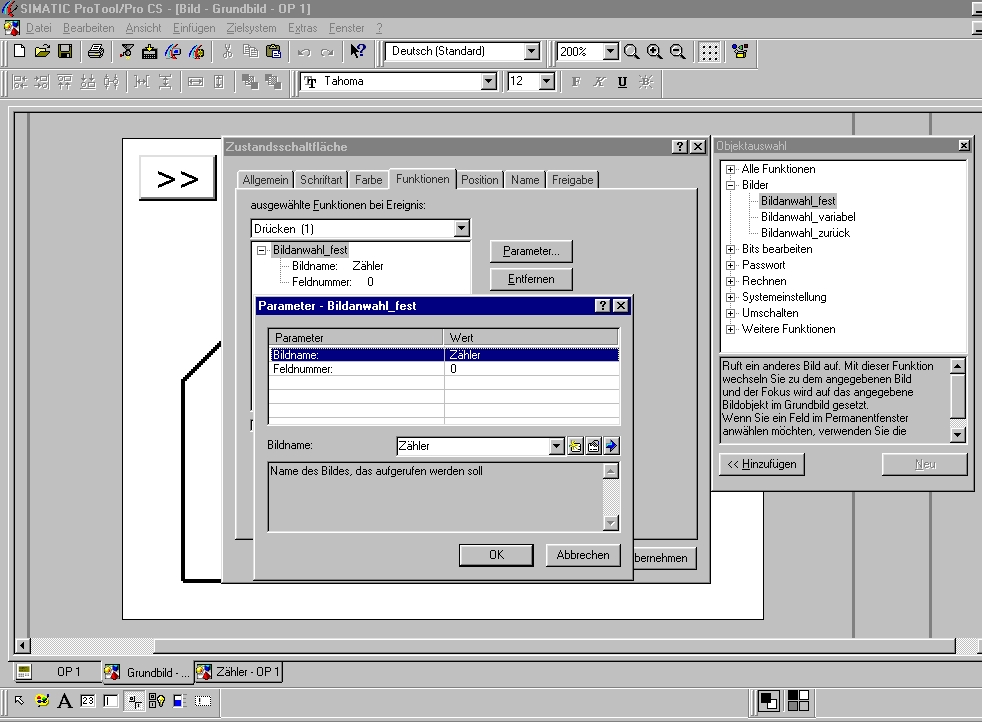 SIMATIC ProTool/Pro CS - [Bild - Grundbild - OP 1]
Datei Bearbeiten Ansicht Einfügen Zielsystem Extras Fenster ?
Deutsch (Standard) 200%
Tahoma 12 F K U
>>
Zustandsschaltfläche
Allgemein Schriftart Farbe Funktionen Position Name Freigabe
ausgewählte Funktionen bei Ereignis:
Drücken (1)
Bildanwahl_fest
Bildname: Zähler
Feldnummer: 0
Parameter...
Entfernen
Parameter - Bildanwahl_fest
Parameter Wert
Bildname: Zähler
Feldnummer: 0
Bildname: Zähler
Name des Bildes, das aufgerufen werden soll
OK Abbrechen
bernehmen
Objektauswahl
Alle Funktionen
Bilder
Bildanwahl_fest
Bildanwahl_variabel
Bildanwahl_zurück
Bits bearbeiten
Passwort
Rechnen
Systemeinstellung
Umschalten
Weitere Funktionen
Ruft ein anderes Bild auf. Mit dieser Funktion
wechseln Sie zu dem angegebenen Bild
und der Fokus wird auf das angegebene
Bildobjekt im Grundbild gesetzt.
Wenn Sie ein Feld im Permanentfenster
anwählen möchten, verwenden Sie die
<< Hinzufügen Neu
OP 1 Grundbild - ... Zähler - OP 1
A 23